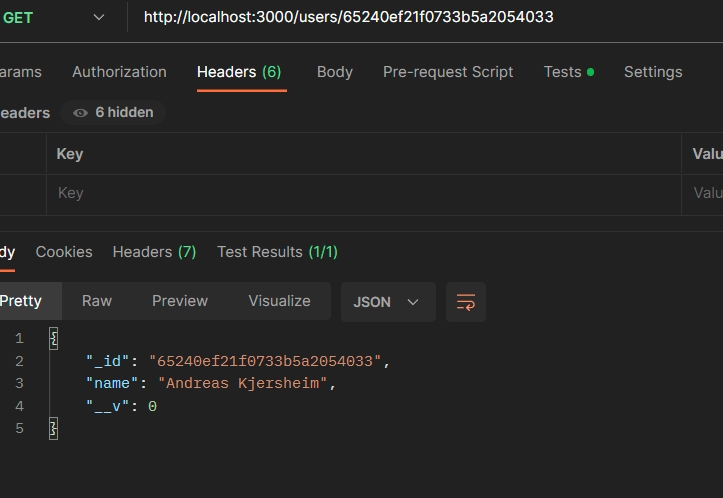 GET http://localhost:3000/users/65240ef21f0733b5a2054033
arams Authorization Headers (6) Body Pre-request Script Tests Settings
eaders 6 hidden
Key Valu
Key Valu
dy Cookies Headers (7) Test Results (1/1)
Pretty Raw Preview Visualize JSON
1 {
2 "_id": "65240ef21f0733b5a2054033",
3 "name": "Andreas Kjersheim",
4 "__v": 0
5 }